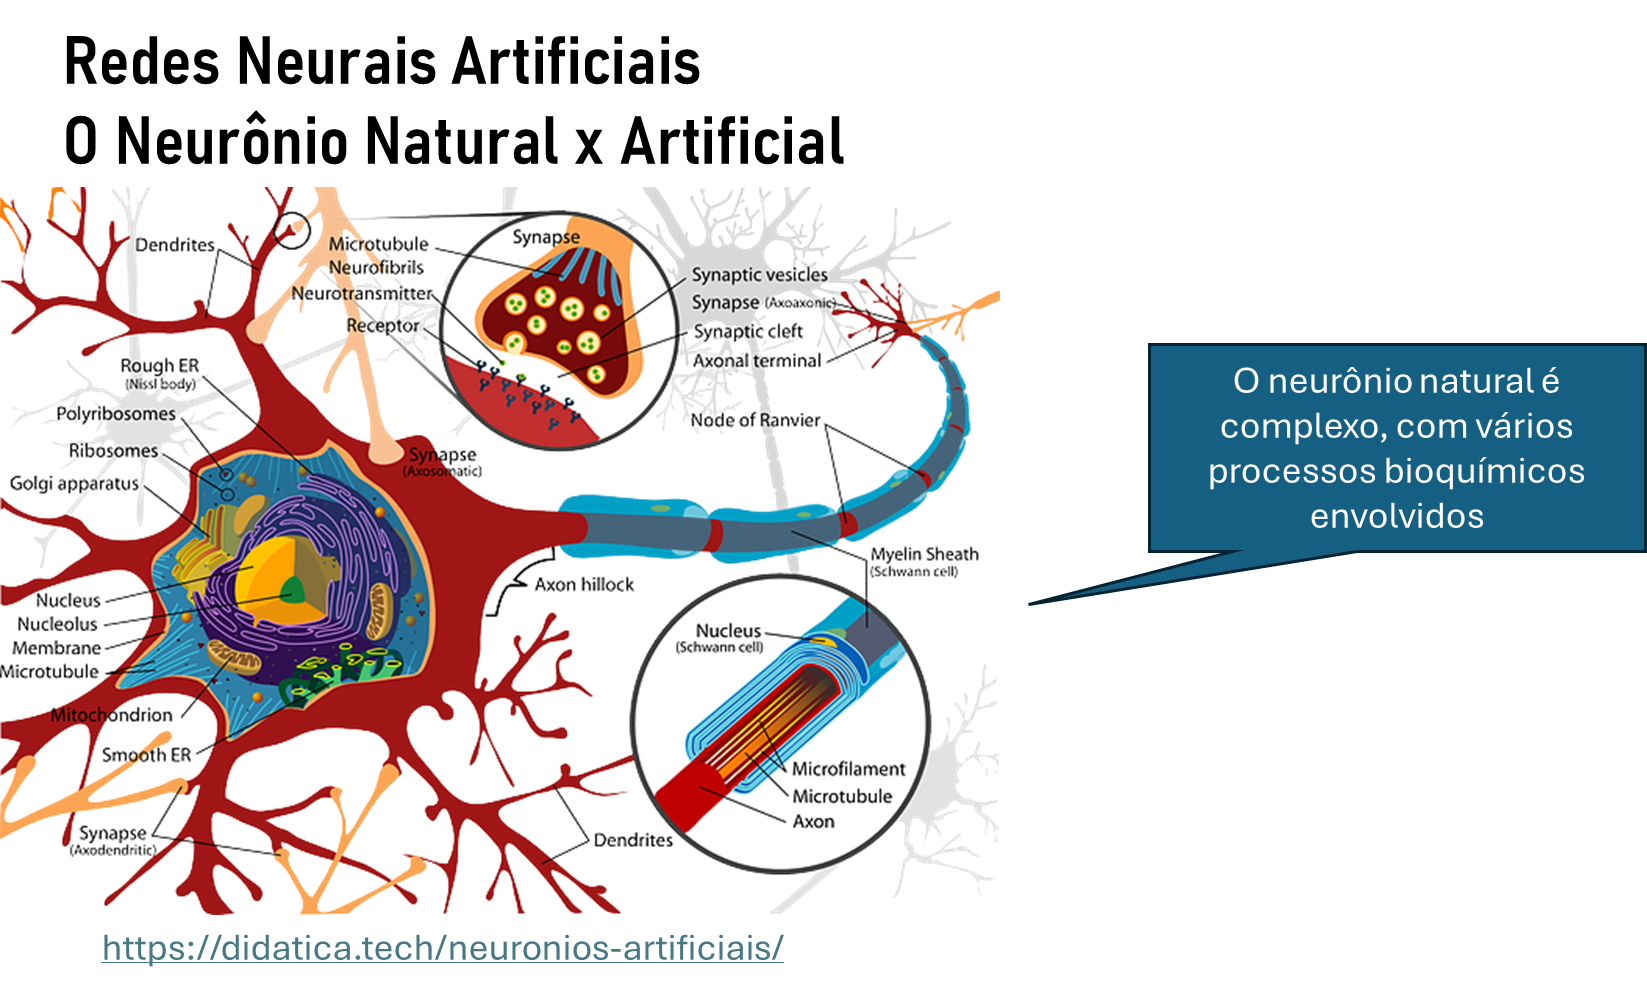 Redes Neurais Artificiais
O Neurônio Natural x Artificial
Dendrites
Microtubule
Neurofibrils
Neurotransmitter
Receptor
Synapse
Synaptic vesicles
Synapse (Axoaxonic)
Synaptic cleft
Axonal terminal
Rough ER
(Nissl body)
Polyribosomes
Ribosomes
Golgi apparatus
Synapse
(Axosomatic)
Node of Ranvier
O neurônio natural é
complexo, com vários
processos bioquímicos
envolvidos
Myelin Sheath
(Schwann cell)
Axon hillock
Nucleus
Nucleolus
Membrane
Microtubule
Mitochondrion
Smooth ER
Nucleus
(Schwann cell)
Microfilament
Microtubule
Axon
Synapse
(Axodendritic)
Dendrites
https://didatica.tech/neuronios-artificiais/